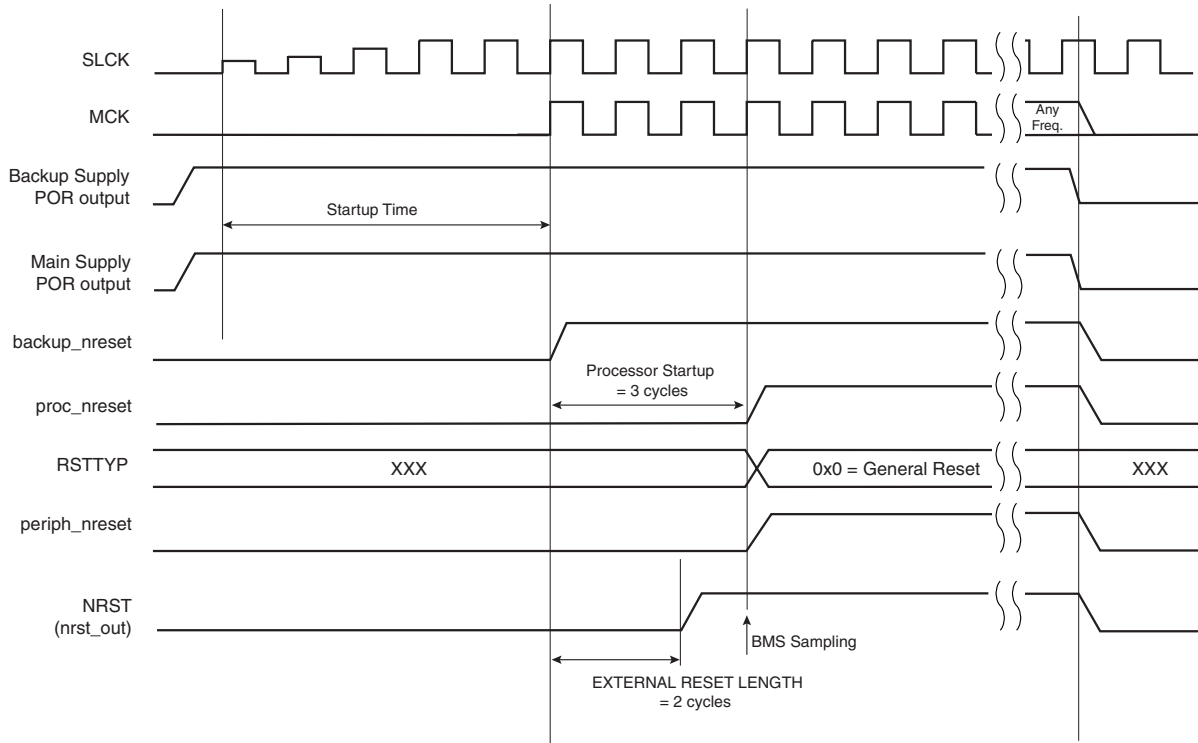 SLCK
MCK
Any
Freq.
Backup Supply
POR output
Startup Time
Main Supply
POR output
backup_nreset
Processor Startup
= 3 cycles
proc_nreset
RSTTYP
XXX
0x0 = General Reset
XXX
periph_nreset
NRST
(nrst_out)
BMS Sampling
EXTERNAL RESET LENGTH
= 2 cycles